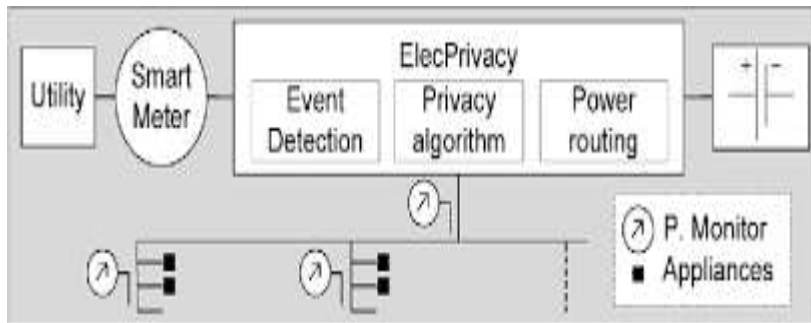 ElecPrivacy
Utility
Smart
Meter
Event
Detection
Privacy
algorithm
Power
routing
+ −
P. Monitor
Appliances